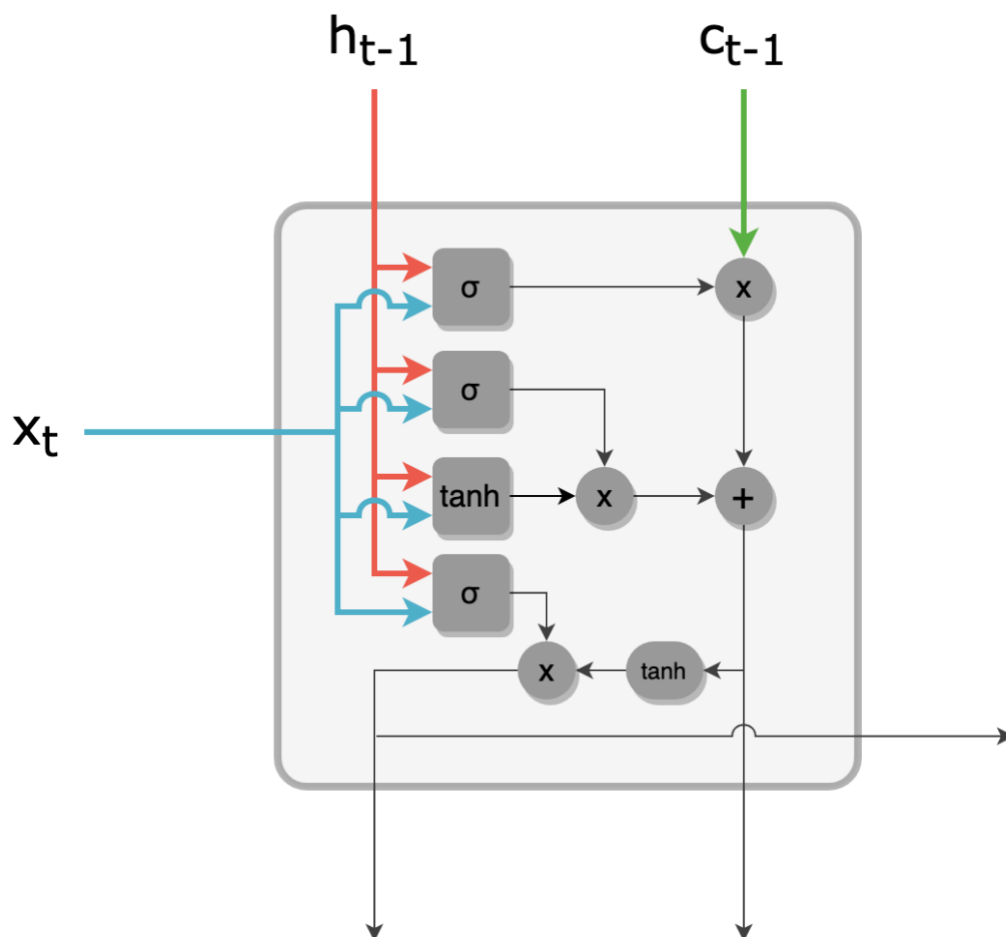 h_{t-1}
c_{t-1}
σ
x
σ
x_t
tanh
x
+
σ
x
tanh